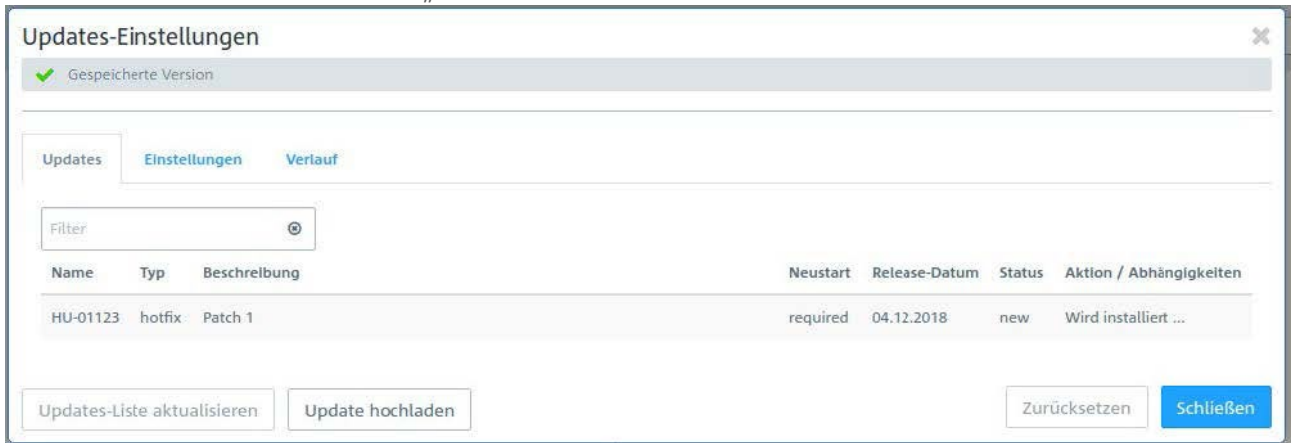 Updates-Einstellungen
Gespeicherte Version
Updates Einstellungen Verlauf
Filter
Name Typ Beschreibung Neustart Release-Datum Status Aktion / Abhängigkeiten
HU-01123 hotfix Patch 1 required 04.12.2018 new Wird installiert ...
Updates-Liste aktualisieren Update hochladen Zurücksetzen Schließen